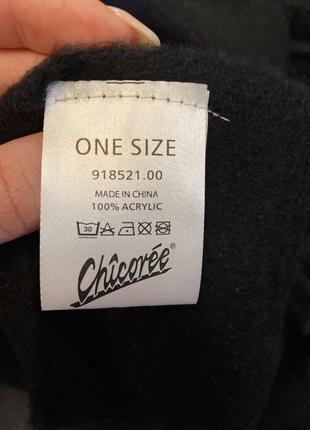 ONE SIZE
918521.00
MADE IN CHINA
100% ACRYLIC
30
Chicorée®